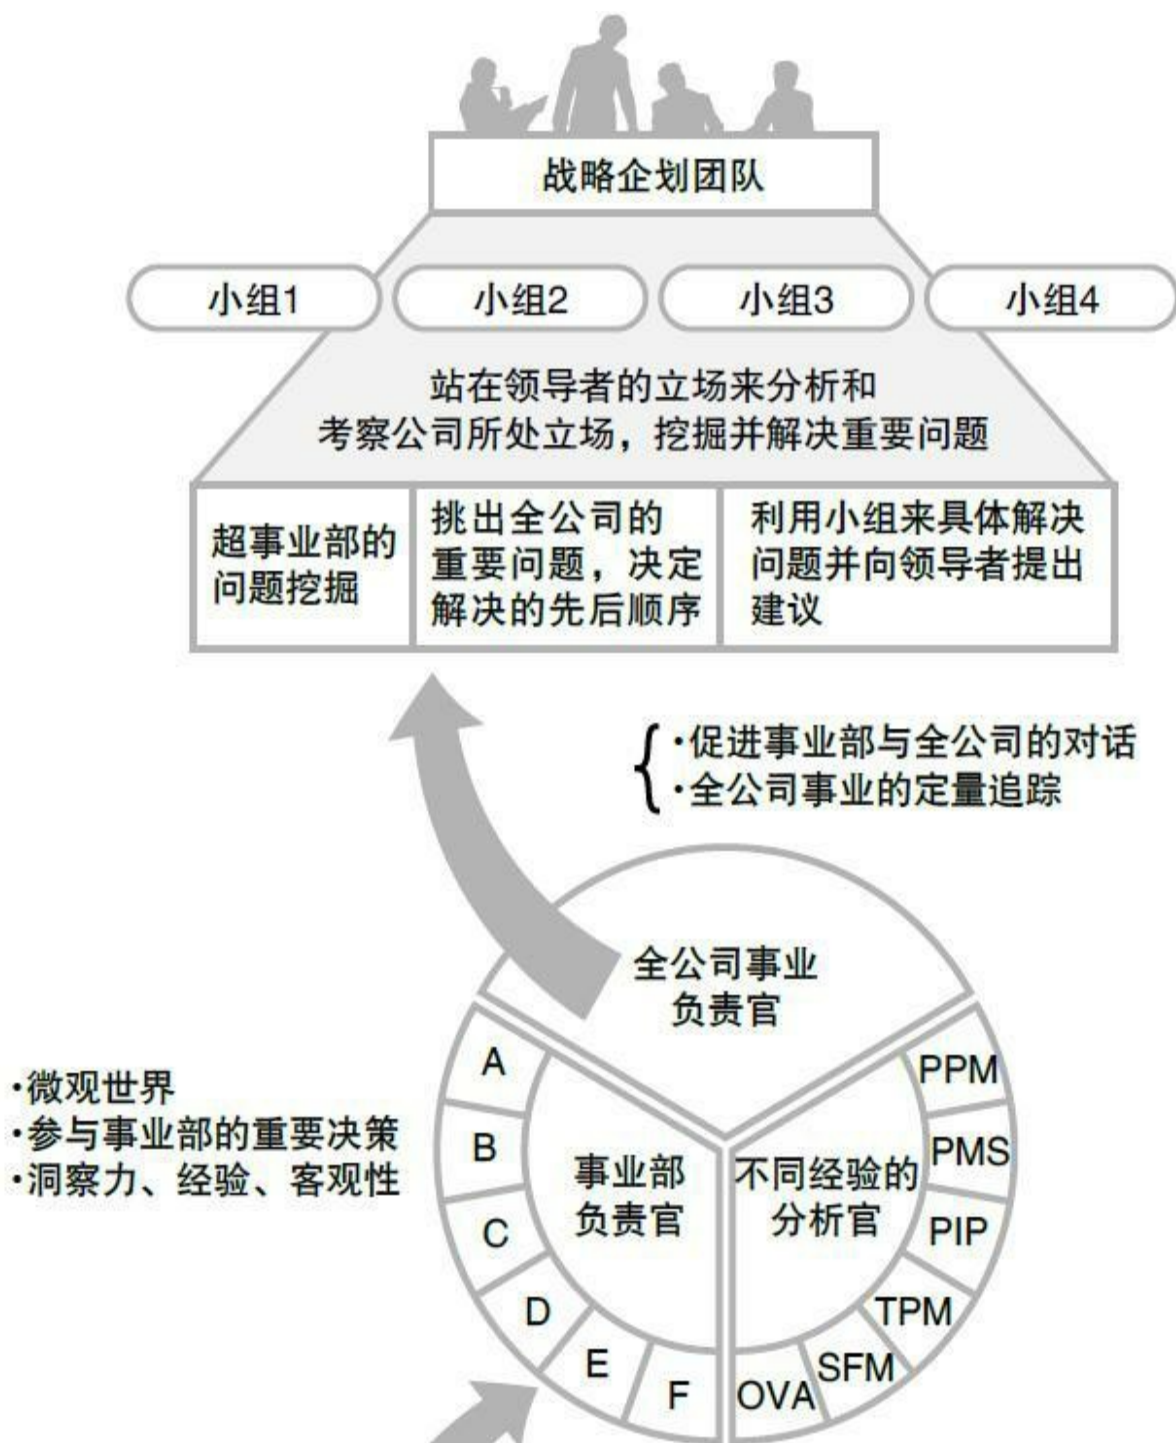 战略企划团队
小组1
小组2
小组3
小组4
站在领导者的立场来分析和
考察公司所处立场，挖掘并解决重要问题
超事业部的
问题挖掘
挑出全公司的
重要问题，决定
解决的先后顺序
利用小组来具体解决
问题并向领导者提出
建议
·促进事业部与全公司的对话
·全公司事业的定量追踪
全公司事业
负责官
·微观世界
·参与事业部的重要决策
·洞察力、经验、客观性
A
B
C
D
E
F
事业部
负责官
不同经验的
分析官
PPM
PMS
PIP
TPM
SFM
OVA